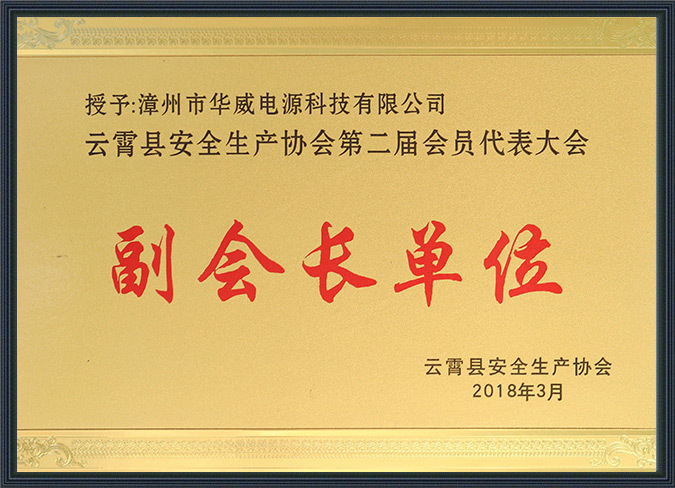 授予:漳州市华威电源科技有限公司
云霄县安全生产协会第二届会员代表大会
副会长单位
云霄县安全生产协会
2018年3月